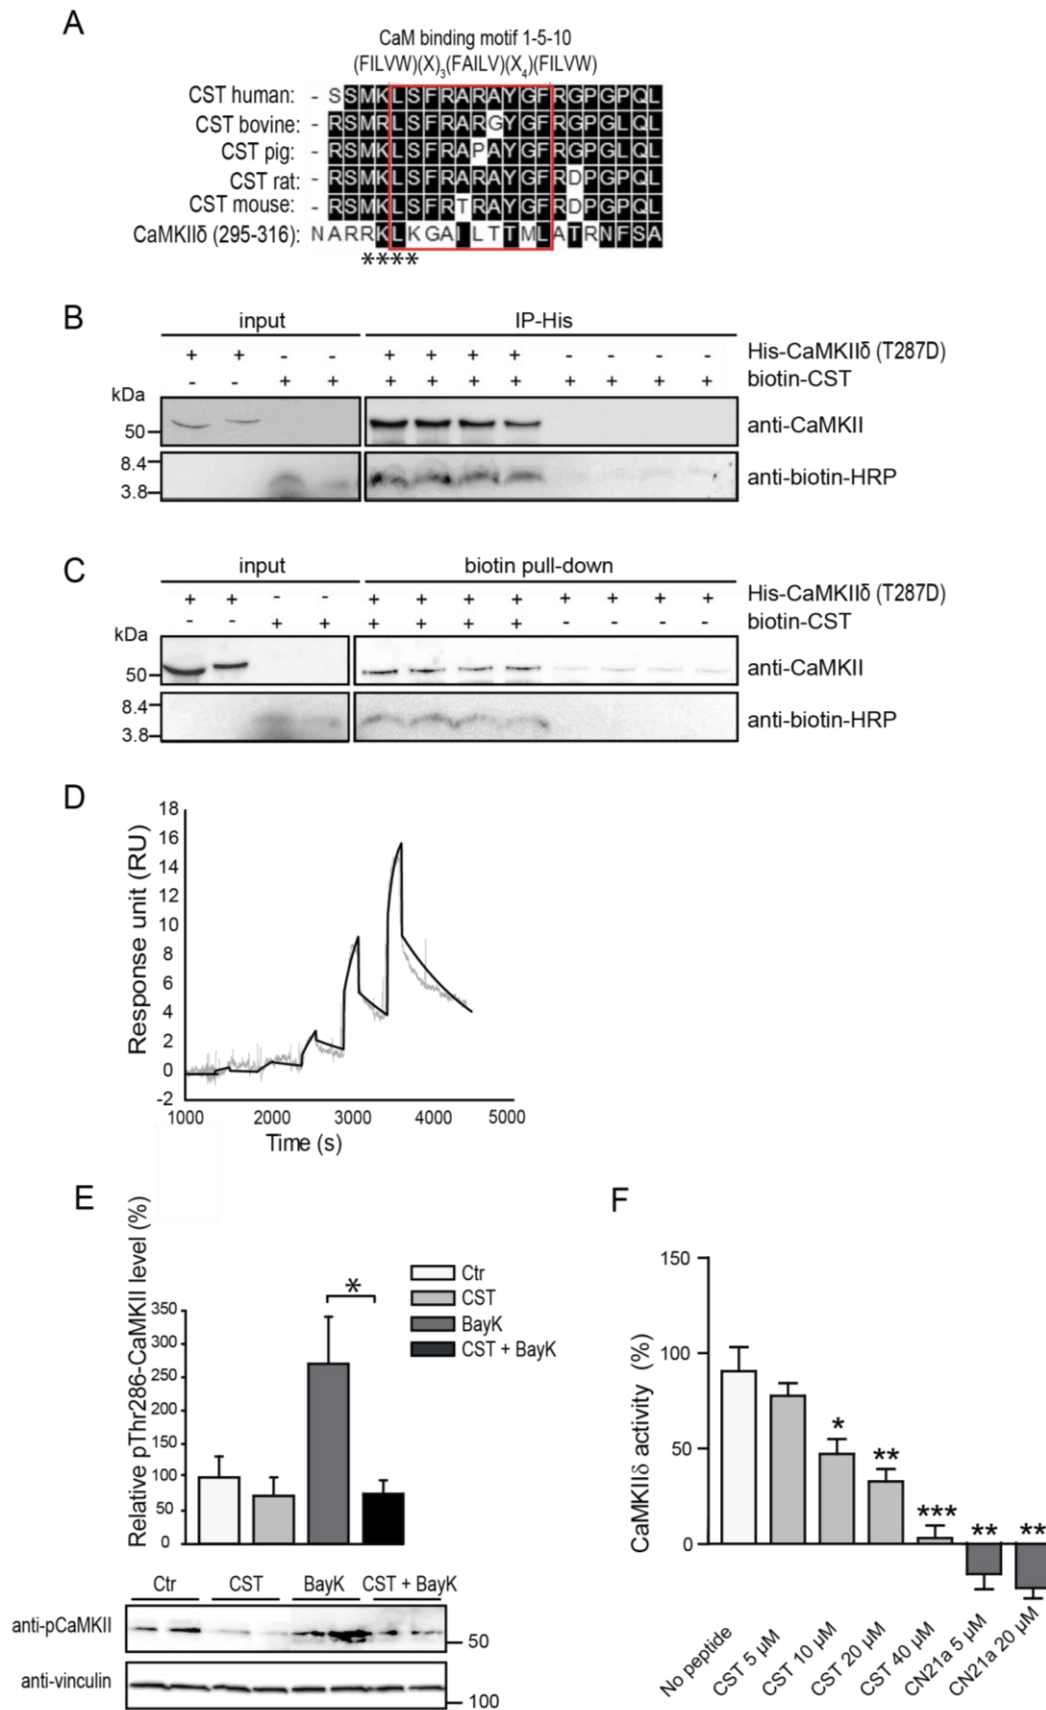 A
CaM binding motif 1-5-10
(FILVW)(X)3(FAILV)(X4)(FILVW)
CST human: - SSMKLSFRARAYGFRGPGPQL
CST bovine: - RSMRLSFRARGYGFRGPGLQL
CST pig: - RSMKLSFRAPAYGFRGPGLQL
CST rat: - RSMKLSFRARAYGFRDPGPQL
CST mouse: - RSMKLSFRTRAYGFRDPGPQL
CaMKIIδ (295-316): NARRKLKGAILTTMLATRNFSA
****
B
input IP-His
+ + - - + + + + - - - - His-CaMKIIδ (T287D)
- - + + + + + + + + + + biotin-CST
kDa
50 anti-CaMKII
8.4
3.8 anti-biotin-HRP
C
input biotin pull-down
+ + - - + + + + + + + + His-CaMKIIδ (T287D)
- - + + + + + + - - - - biotin-CST
kDa
50 anti-CaMKII
8.4
3.8 anti-biotin-HRP
D
Response unit (RU)
18
16
14
12
10
8
6
4
2
0
-2
1000 2000 3000 4000 5000
Time (s)
E
Relative pThr286-CaMKII level (%)
350
300
250
200
150
100
50
0
*
Ctr
CST
BayK
CST + BayK
Ctr CST BayK CST + BayK
anti-pCaMKII 50
anti-vinculin 100
F
CaMKIIδ activity (%)
150
100
50
0
* ** *** ** **
No peptide
CST 5 µM
CST 10 µM
CST 20 µM
CST 40 µM
CN21a 5 µM
CN21a 20 µM